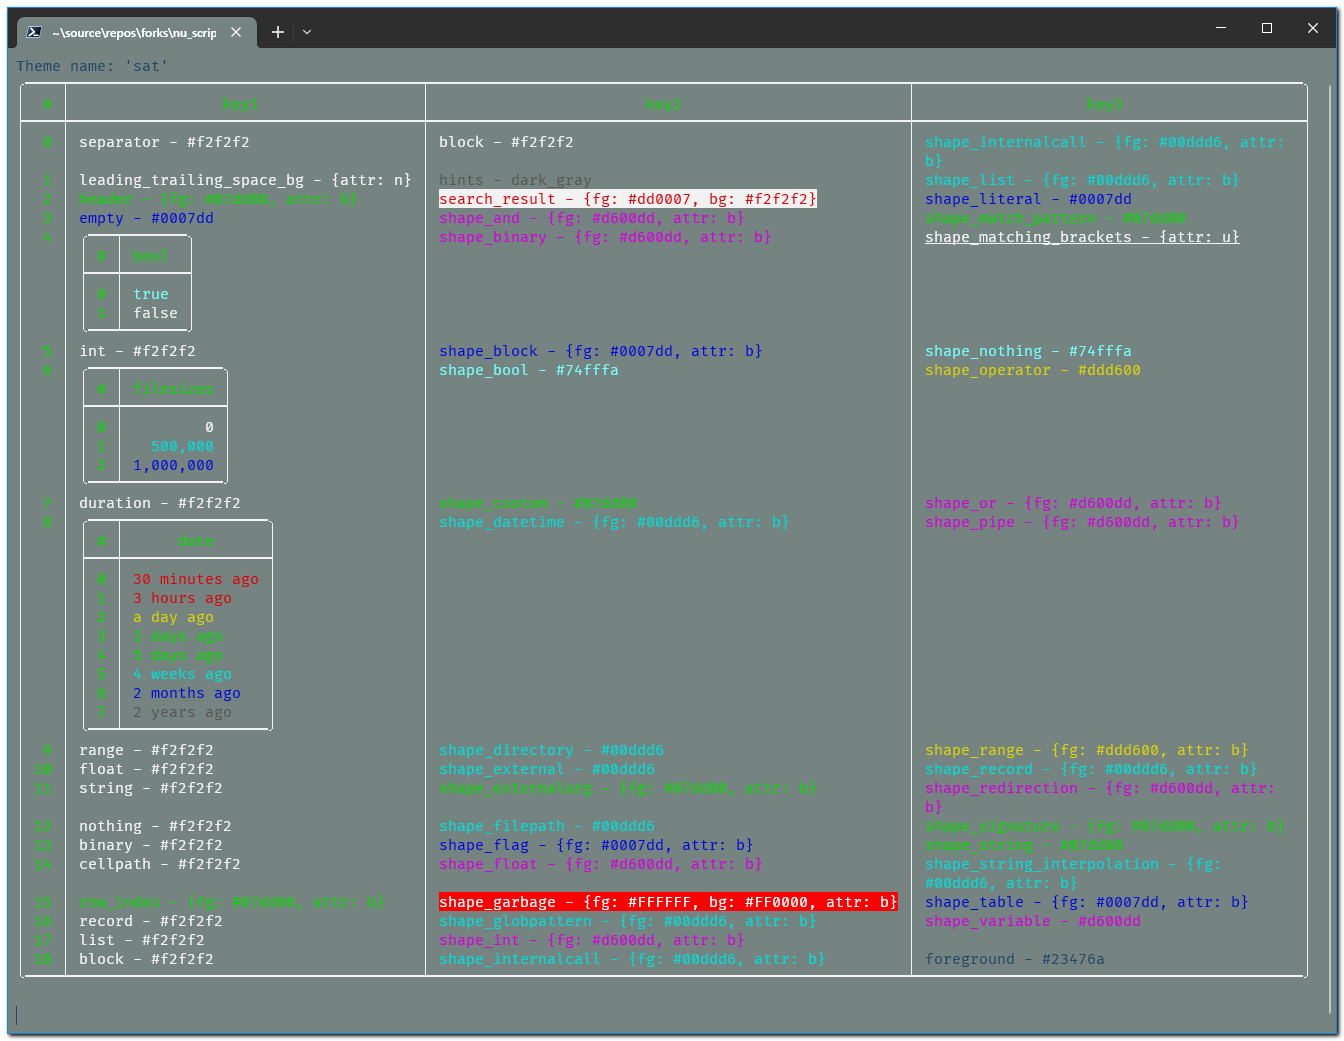 ~\source\repos\forks\nu_scrip
Theme name: 'sat'
# key1 key2 key3
0 separator - #f2f2f2 block - #f2f2f2 shape_internalcall - {fg: #00ddd6, attr:
b}
1 leading_trailing_space_bg - {attr: n} hints - dark_gray shape_list - {fg: #00ddd6, attr: b}
2 header - {fg: #07dd00, attr: b} search_result - {fg: #dd0007, bg: #f2f2f2} shape_literal - #0007dd
3 empty - #0007dd shape_and - {fg: #d600dd, attr: b} shape_match_pattern - #07dd00
4 shape_binary - {fg: #d600dd, attr: b} shape_matching_brackets - {attr: u}
# bool
0 true
1 false
5 int - #f2f2f2 shape_block - {fg: #0007dd, attr: b} shape_nothing - #74fffa
6 shape_bool - #74fffa shape_operator - #ddd600
#
0 0
1 500,000
2 1,000,000
7 duration - #f2f2f2 shape_custom - #07dd00 shape_or - {fg: #d600dd, attr: b}
8 shape_datetime - {fg: #00ddd6, attr: b} shape_pipe - {fg: #d600dd, attr: b}
# date
0 30 minutes ago
1 3 hours ago
2 a day ago
3 2 days ago
4 days ago
5 4 weeks ago
6 2 months ago
7 2 years ago
9 range - #f2f2f2 shape_directory - #00ddd6 shape_range - {fg: #ddd600, attr: b}
10 float - #f2f2f2 shape_external - #00ddd6 shape_record - {fg: #00ddd6, attr: b}
11 string - #f2f2f2 shape_externalarg - {fg: #07dd00, attr: b} shape_redirection - {fg: #d600dd, attr:
b}
12 nothing - #f2f2f2 shape_filepath - #00ddd6 shape_signature - {fg: #07dd00, attr: b}
13 binary - #f2f2f2 shape_flag - {fg: #0007dd, attr: b} shape_string - #07dd00
14 cellpath - #f2f2f2 shape_float - {fg: #d600dd, attr: b} shape_string_interpolation - {fg:
#00ddd6, attr: b}
15 row_index - {fg: #07dd00, attr: b} shape_garbage - {fg: #FFFFFF, bg: #FF0000, attr: b} shape_table - {fg: #0007dd, attr: b}
16 record - #f2f2f2 shape_globpattern - {fg: #00ddd6, attr: b} shape_variable - #d600dd
17 list - #f2f2f2 shape_int - {fg: #d600dd, attr: b}
18 block - #f2f2f2 shape_internalcall - {fg: #00ddd6, attr: b} foreground - #23476a